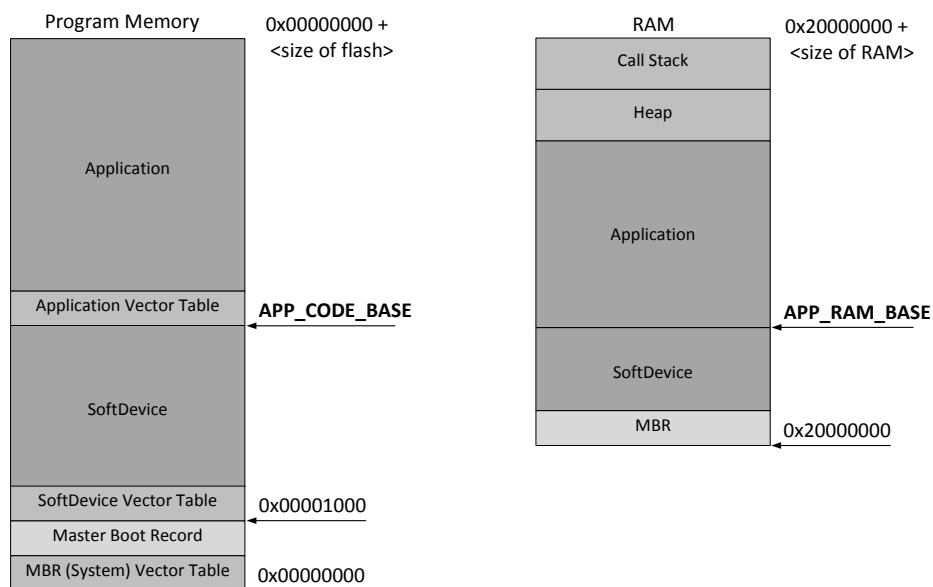 Program Memory
0x00000000 +
<size of flash>
Application
Application Vector Table
APP_CODE_BASE
SoftDevice
SoftDevice Vector Table
0x00001000
Master Boot Record
MBR (System) Vector Table
0x00000000
RAM
0x20000000 +
<size of RAM>
Call Stack
Heap
Application
APP_RAM_BASE
SoftDevice
MBR
0x20000000